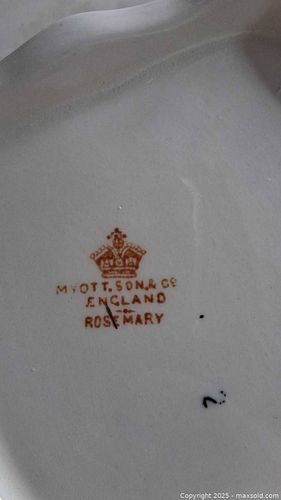 MYOTT. SON. & Co
ENGLAND
ROSEMARY
Copyright 2025 - maxsold.com